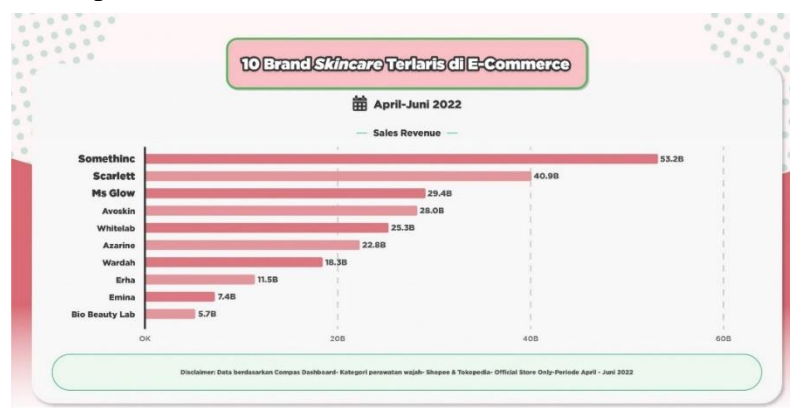 10 Brand Skincare Terlaris di E-Commerce
April-Juni 2022
Sales Revenue
Somethinc 53.2B
Scarlett 40.9B
Ms Glow 29.4B
Avoskin 28.0B
Whitelab 25.3B
Azarine 22.8B
Wardah 18.3B
Erha 11.5B
Emina 7.4B
Bio Beauty Lab 5.7B
0K 20B 40B 60B
Disclaimer: Data berdasarkan Compas Dashboard- Kategori perawatan wajah- Shopee & Tokopedia- Official Store Only-Periode April - Juni 2022